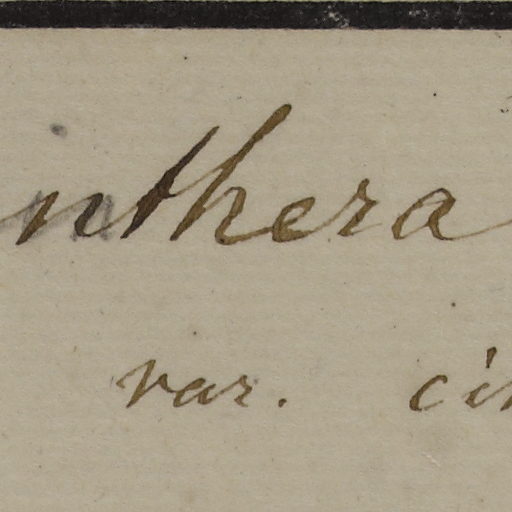 nthera
var. ci